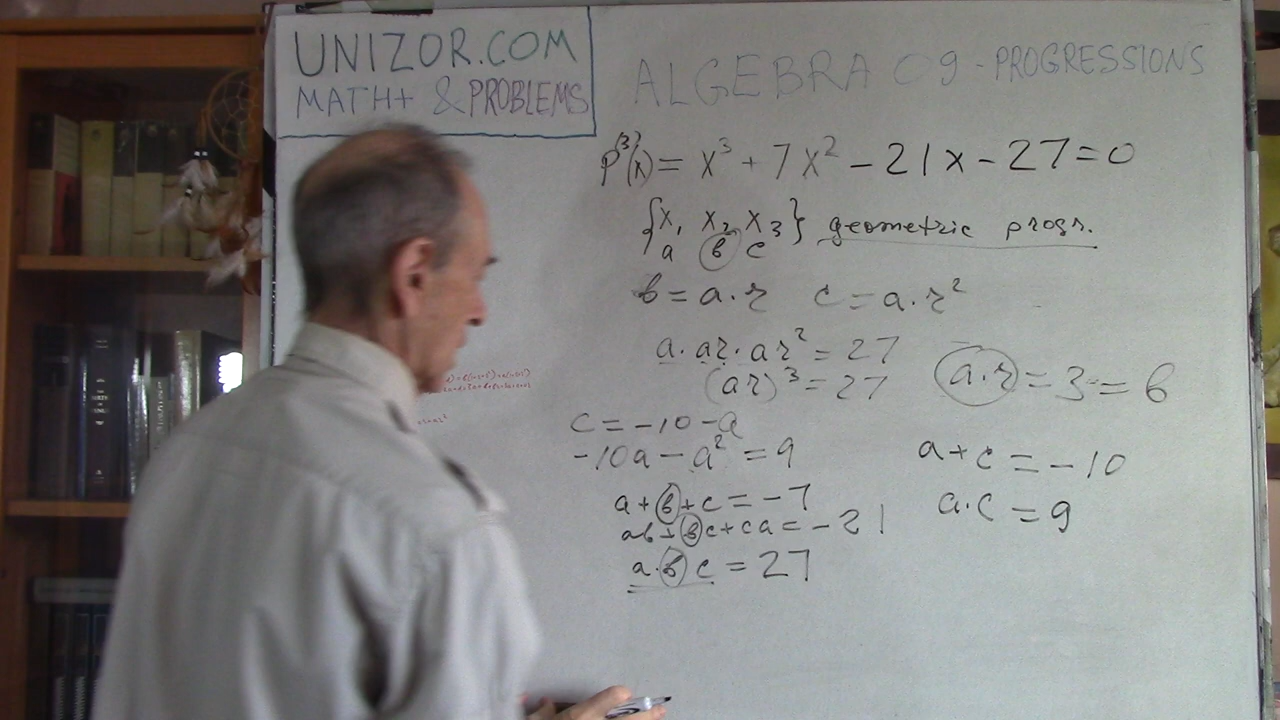 UNIZOR.COM
MATH+ & PROBLEMS
ALGEBRA 09 - PROGRESSIONS
P⁽³⁾(x) = x³ + 7x² - 21x - 27 = 0
{x₁ x₂ x₃} geometric progr.
a b c
b = a·r c = a·r²
a·ar·ar² = 27
(ar)³ = 27 a·r = 3 = b
c = -10 - a
-10a - a² = 9
a + c = -10
a + b + c = -7
a·c = 9
ab + bc + ca = -21
a·b c = 27